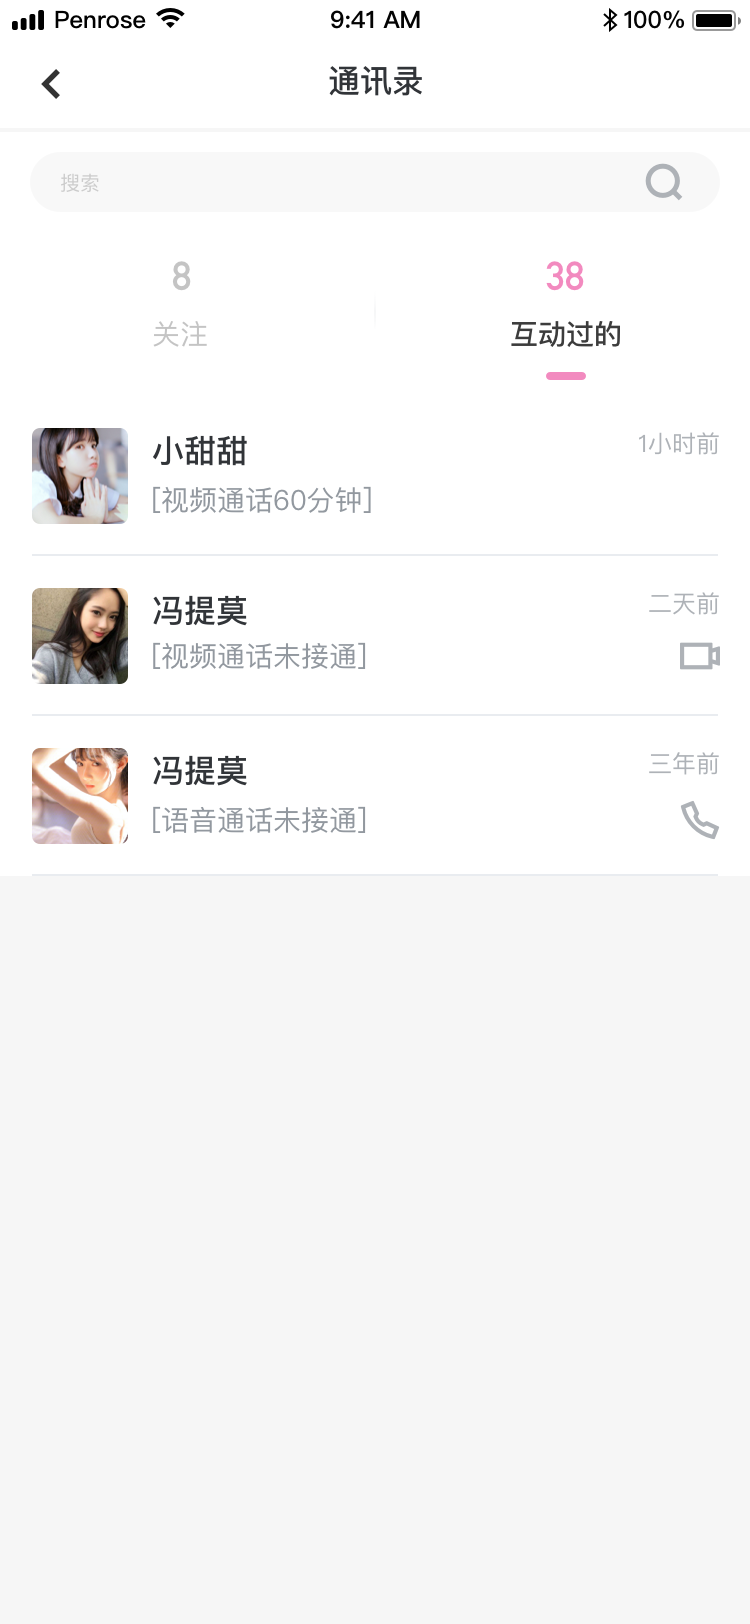 Penrose 9:41 AM 100%
通讯录
搜索
8 38
关注 互动过的
小甜甜 1小时前
[视频通话60分钟]
冯提莫 二天前
[视频通话未接通]
冯提莫 三年前
[语音通话未接通]